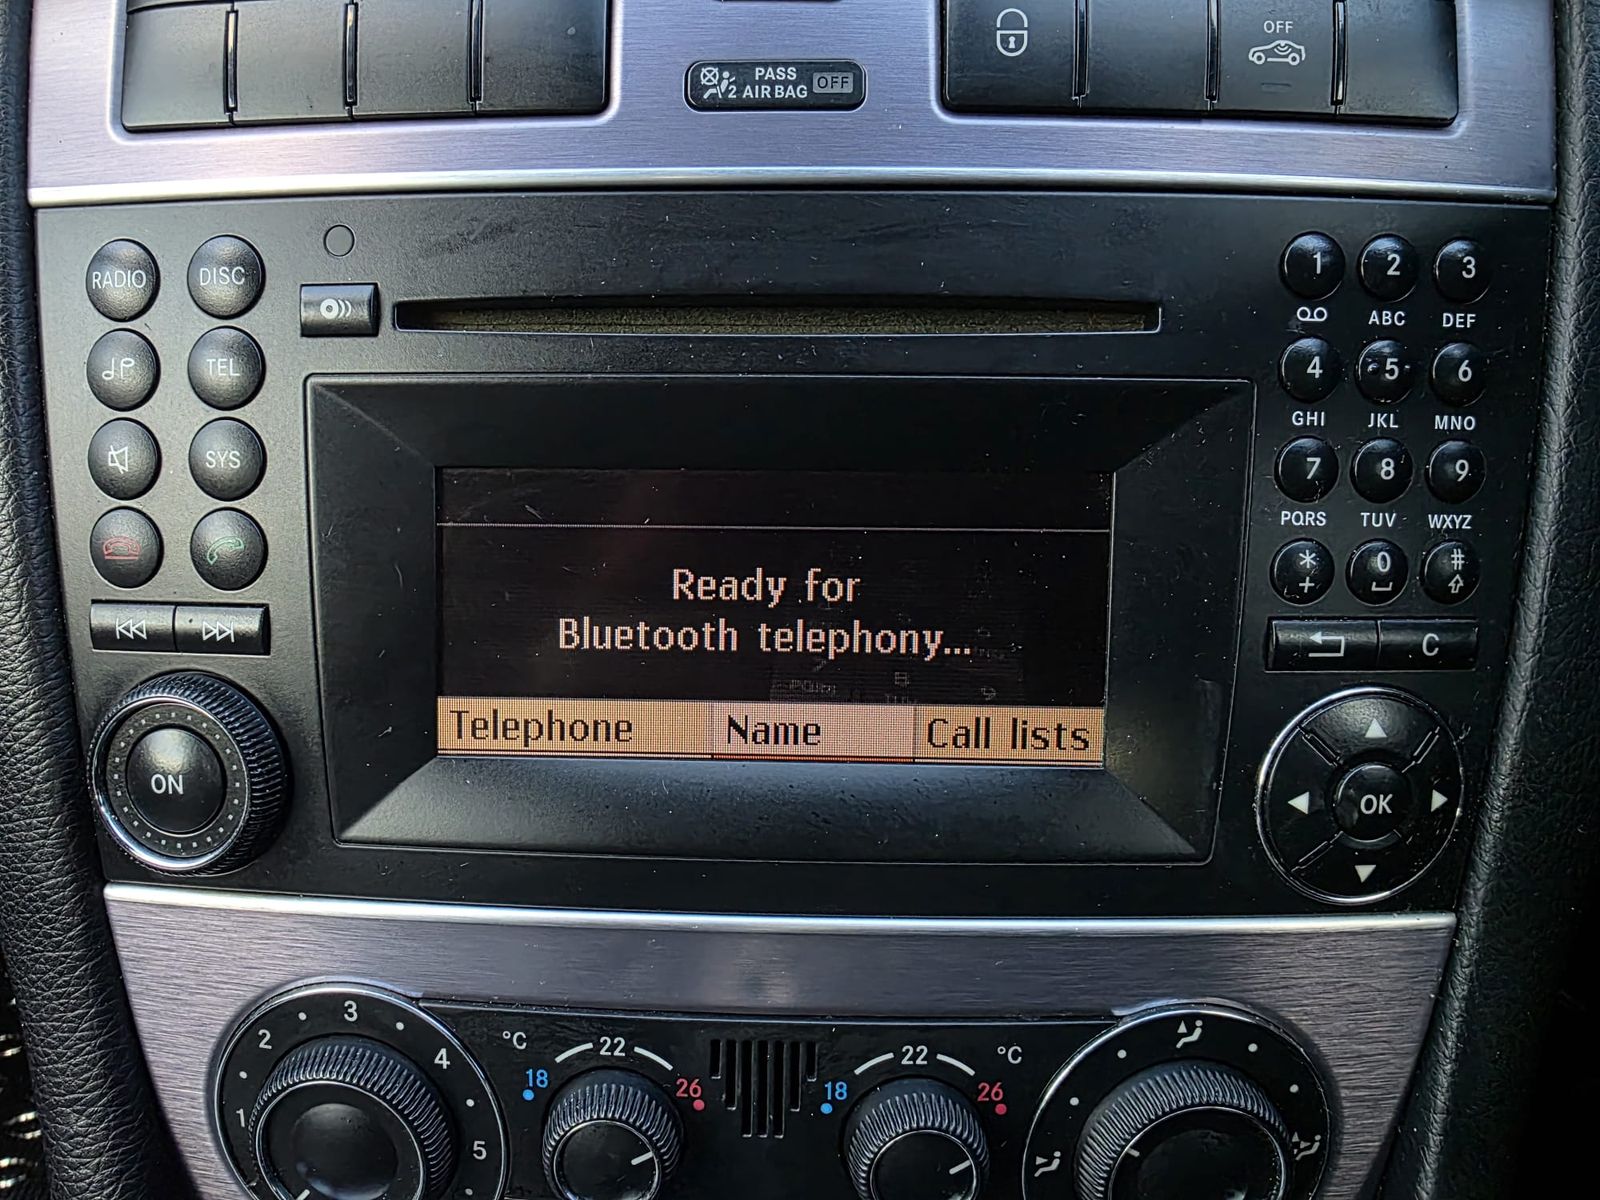 OFF
PASS
2 AIR BAG OFF
RADIO DISC
TEL
SYS
ON
1 2 3
ABC DEF
4 5 6
GHI JKL MNO
7 8 9
PQRS TUV WXYZ
* 0 #
+
C
OK
Ready for
Bluetooth telephony...
Telephone Name Call lists
1 2 3 4 5
°C 18 22 26
18 22 26 °C